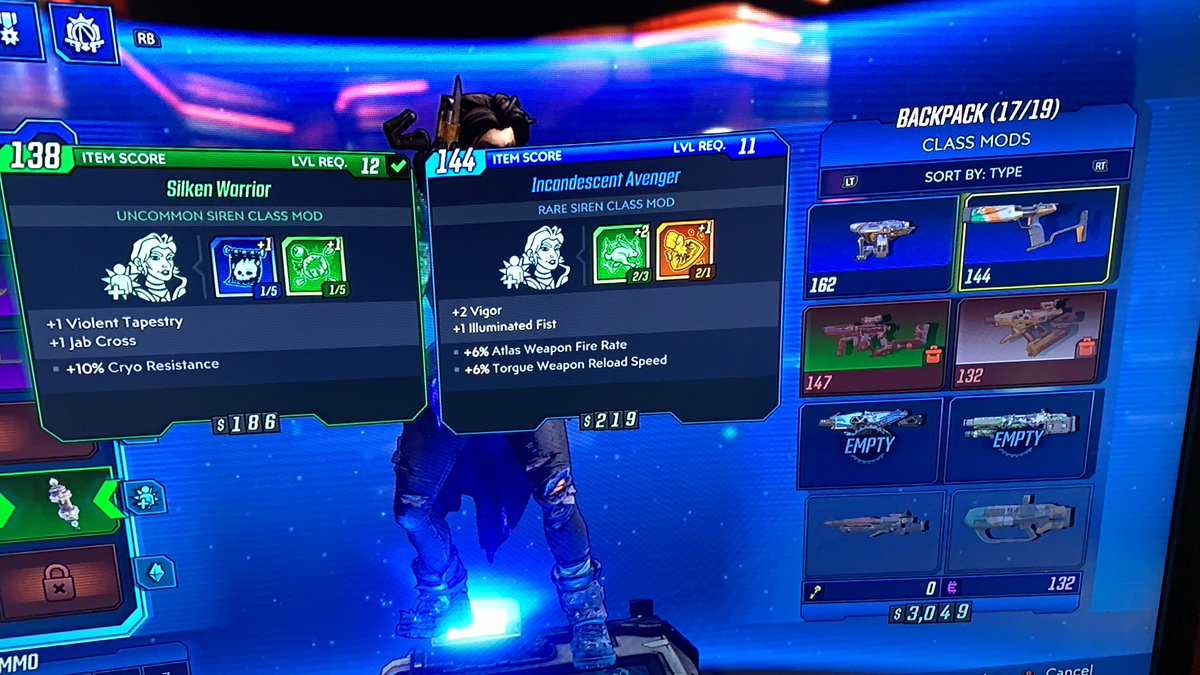 RB
138
ITEM SCORE
LVL REQ. 12
Silken Warrior
UNCOMMON SIREN CLASS MOD
+1
1/5
+1
1/5
+1 Violent Tapestry
+1 Jab Cross
+10% Cryo Resistance
$186
144
ITEM SCORE
LVL REQ. 11
Incandescent Avenger
RARE SIREN CLASS MOD
+2
2/3
+1
2/1
+2 Vigor
+1 Illuminated Fist
+6% Atlas Weapon Fire Rate
+6% Torgue Weapon Reload Speed
$219
BACKPACK (17/19)
CLASS MODS
LT
SORT BY: TYPE
RT
162
144
147
132
EMPTY
EMPTY
0
132
$3,049
MMO
Cancel